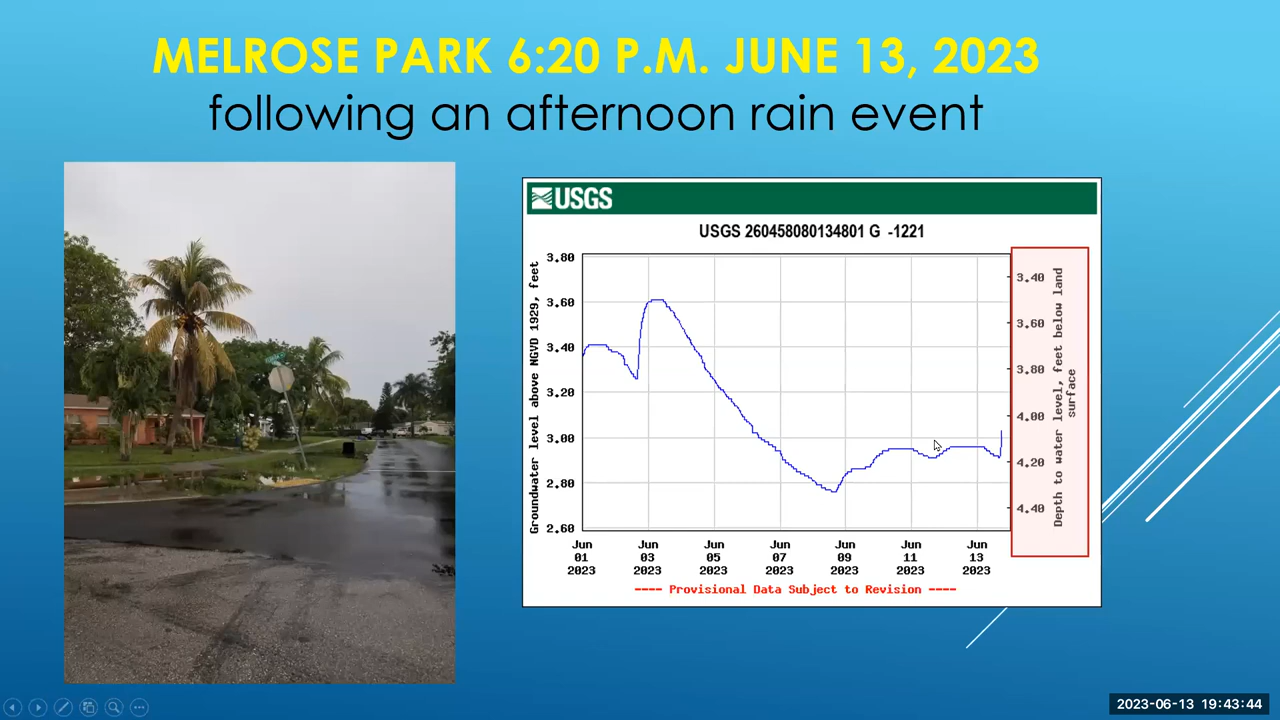 MELROSE PARK 6:20 P.M. JUNE 13, 2023
following an afternoon rain event
USGS
USGS 260458080134801 G -1221
Groundwater level above NGVD 1929, feet
3.80
3.60
3.40
3.20
3.00
2.80
2.60
Jun 01 2023
Jun 03 2023
Jun 05 2023
Jun 07 2023
Jun 09 2023
Jun 11 2023
Jun 13 2023
3.40
3.60
3.80
4.00
4.20
4.40
Depth to water level, feet below land
surface
---- Provisional Data Subject to Revision ----
2023-06-13 19:43:44